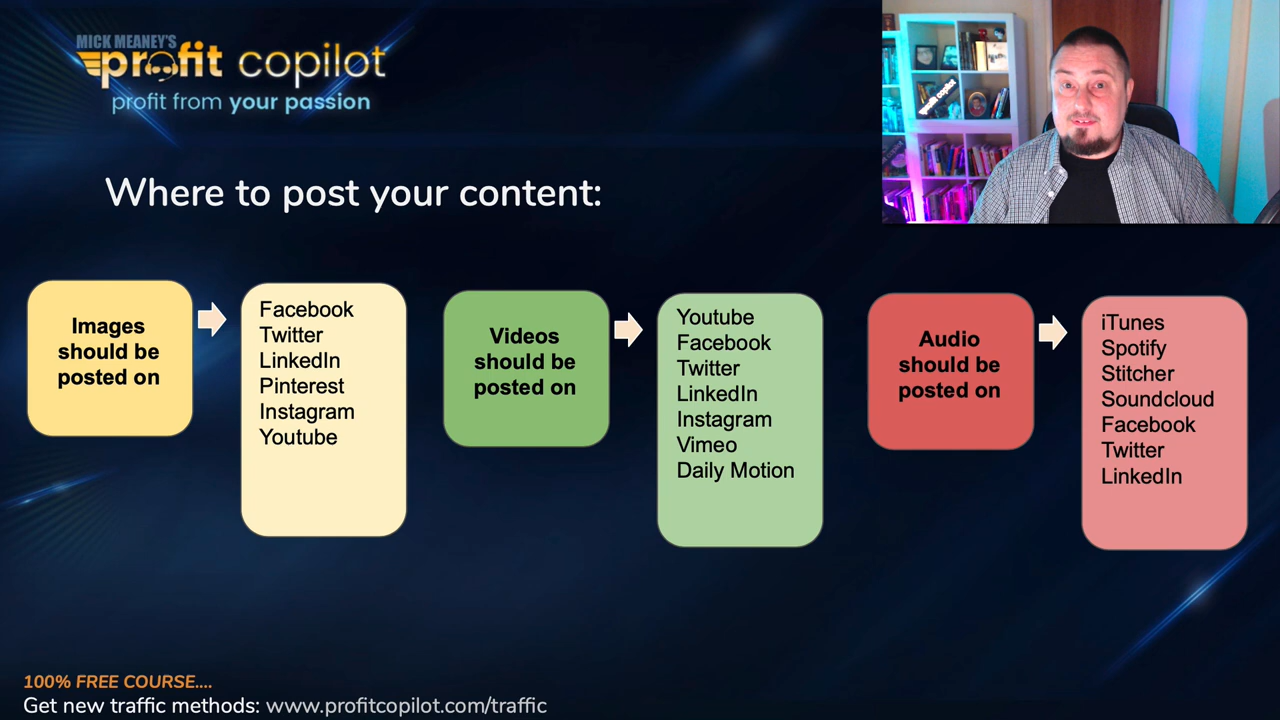 MICK MEANEY'S
profit copilot
profit from your passion
Where to post your content:
Images
should be
posted on
Facebook
Twitter
LinkedIn
Pinterest
Instagram
Youtube
Videos
should be
posted on
Youtube
Facebook
Twitter
LinkedIn
Instagram
Vimeo
Daily Motion
Audio
should be
posted on
iTunes
Spotify
Stitcher
Soundcloud
Facebook
Twitter
LinkedIn
profit copilot
100% FREE COURSE....
Get new traffic methods: www.profitcopilot.com/traffic